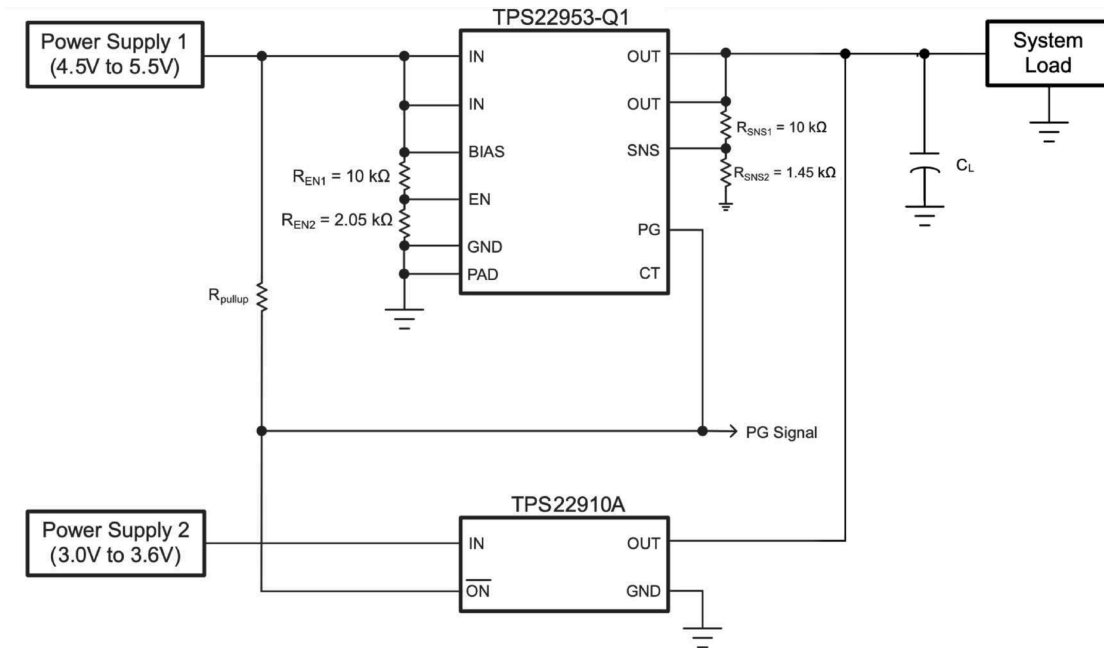 TPS22953-Q1
Power Supply 1
(4.5V to 5.5V)
System
Load
IN
OUT
IN
OUT
R_SNS1 = 10 kΩ
BIAS
SNS
R_EN1 = 10 kΩ
R_SNS2 = 1.45 kΩ
C_L
EN
R_EN2 = 2.05 kΩ
PG
GND
PAD
CT
R_pullup
PG Signal
TPS22910A
Power Supply 2
(3.0V to 3.6V)
IN
OUT
ON
GND